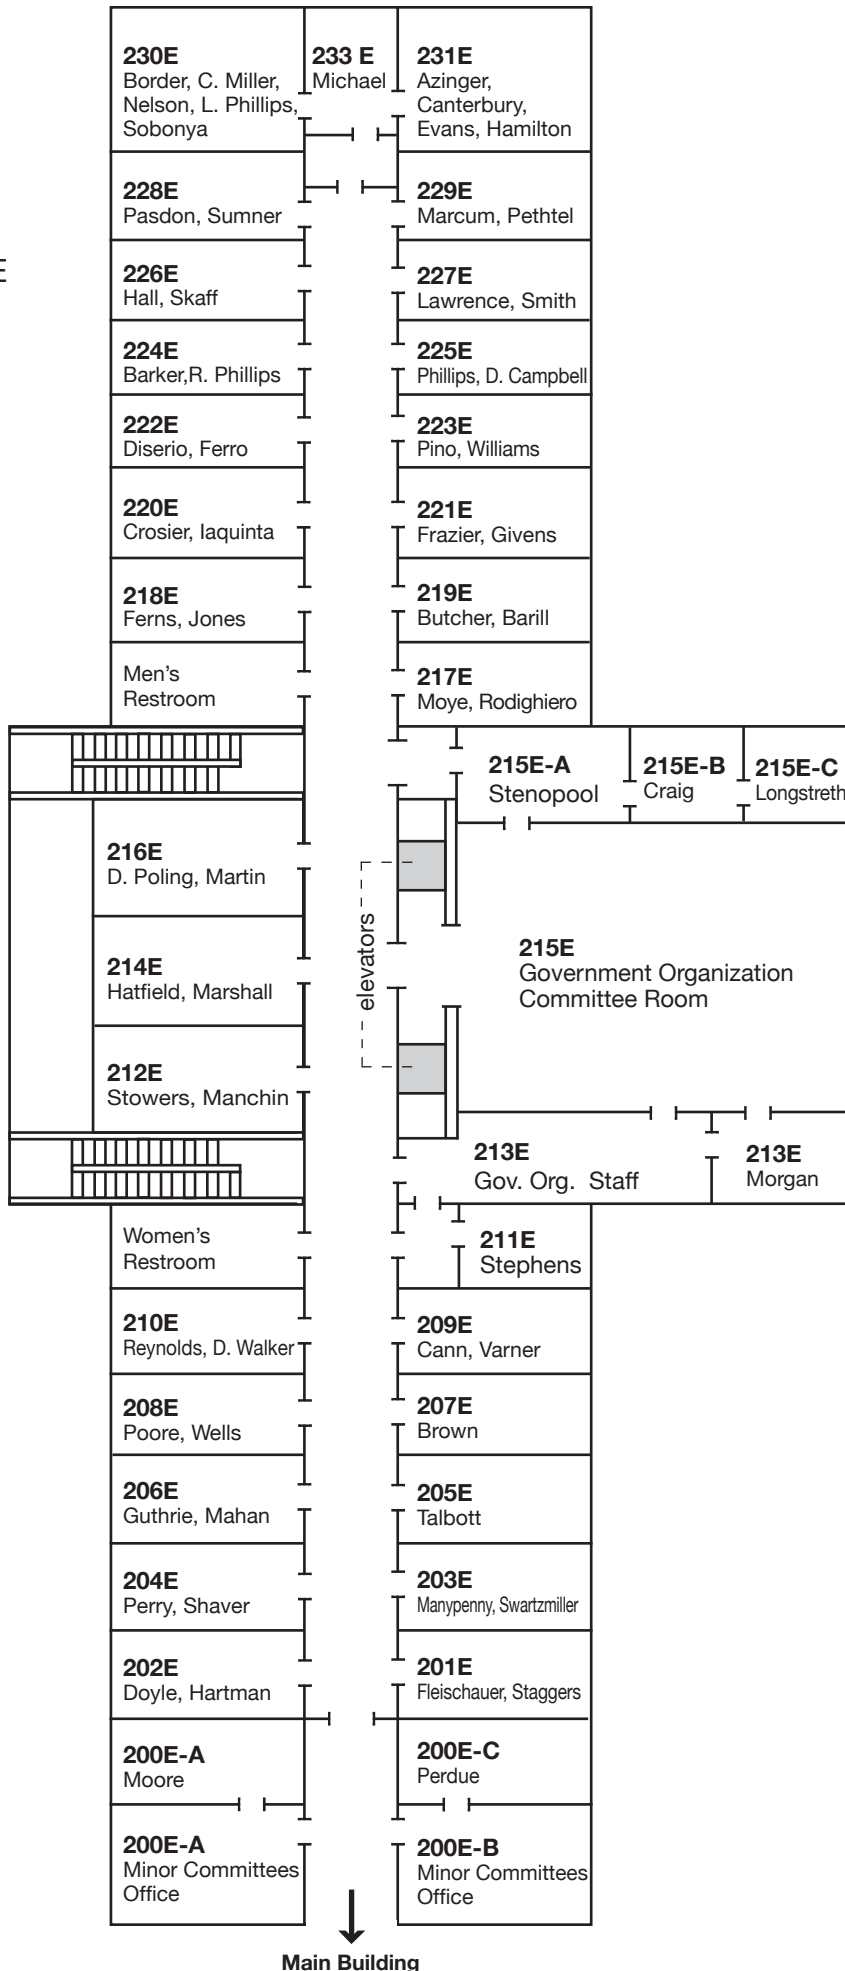 230E
Border, C. Miller,
Nelson, L. Phillips,
Sobonya
233 E
Michael
231E
Azinger,
Canterbury,
Evans, Hamilton
228E
Pasdon, Sumner
229E
Marcum, Pethtel
E
226E
Hall, Skaff
227E
Lawrence, Smith
224E
Barker,R. Phillips
225E
Phillips, D. Campbell
222E
Diserio, Ferro
223E
Pino, Williams
220E
Crosier, Iaquinta
221E
Frazier, Givens
218E
Ferns, Jones
219E
Butcher, Barill
Men's
Restroom
217E
Moye, Rodighiero
215E-A
Stenopool
215E-B
Craig
215E-C
Longstreth
216E
D. Poling, Martin
elevators
215E
Government Organization
Committee Room
214E
Hatfield, Marshall
212E
Stowers, Manchin
213E
Gov. Org. Staff
213E
Morgan
Women's
Restroom
211E
Stephens
210E
Reynolds, D. Walker
209E
Cann, Varner
208E
Poore, Wells
207E
Brown
206E
Guthrie, Mahan
205E
Talbott
204E
Perry, Shaver
203E
Manypenny, Swartzmiller
202E
Doyle, Hartman
201E
Fleischauer, Staggers
200E-A
Moore
200E-C
Perdue
200E-A
Minor Committees
Office
200E-B
Minor Committees
Office
Main Building